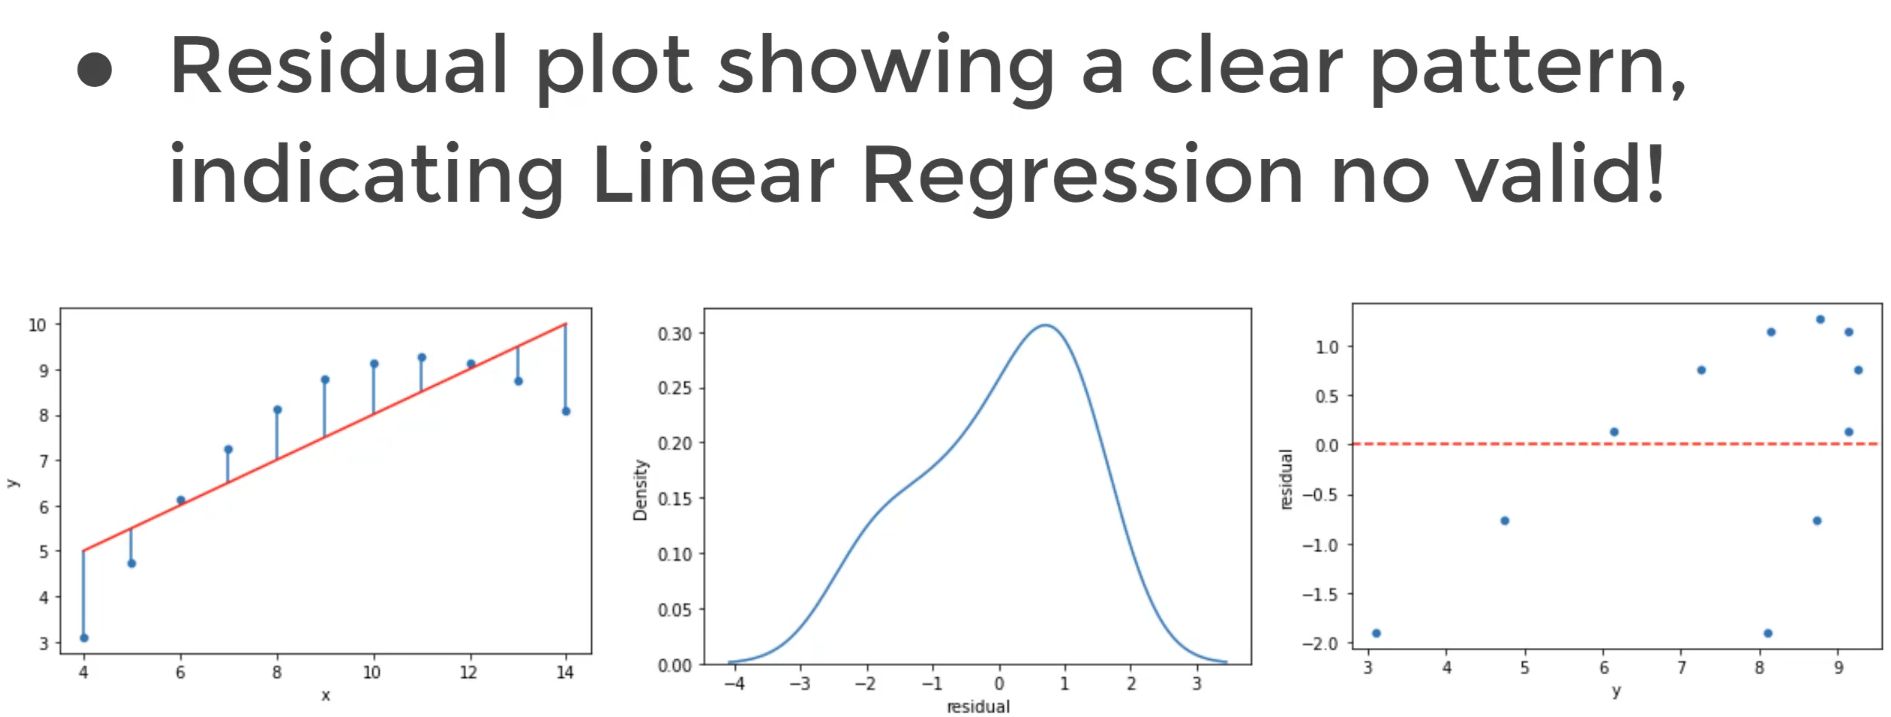 ● Residual plot showing a clear pattern,
indicating Linear Regression no valid!
10
9
8
7
6
5
4
3
y
4 6 8 10 12 14
x
0.30
0.25
0.20
0.15
0.10
0.05
0.00
Density
−4 −3 −2 −1 0 1 2 3
residual
1.0
0.5
0.0
−0.5
−1.0
−1.5
−2.0
residual
3 4 5 6 7 8 9
y